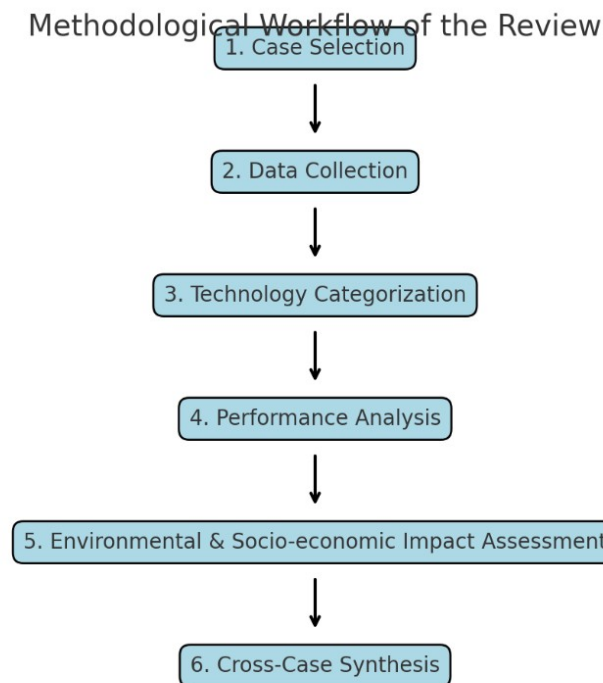 Methodological Workflow of the Review
1. Case Selection
2. Data Collection
3. Technology Categorization
4. Performance Analysis
5. Environmental & Socio-economic Impact Assessment
6. Cross-Case Synthesis